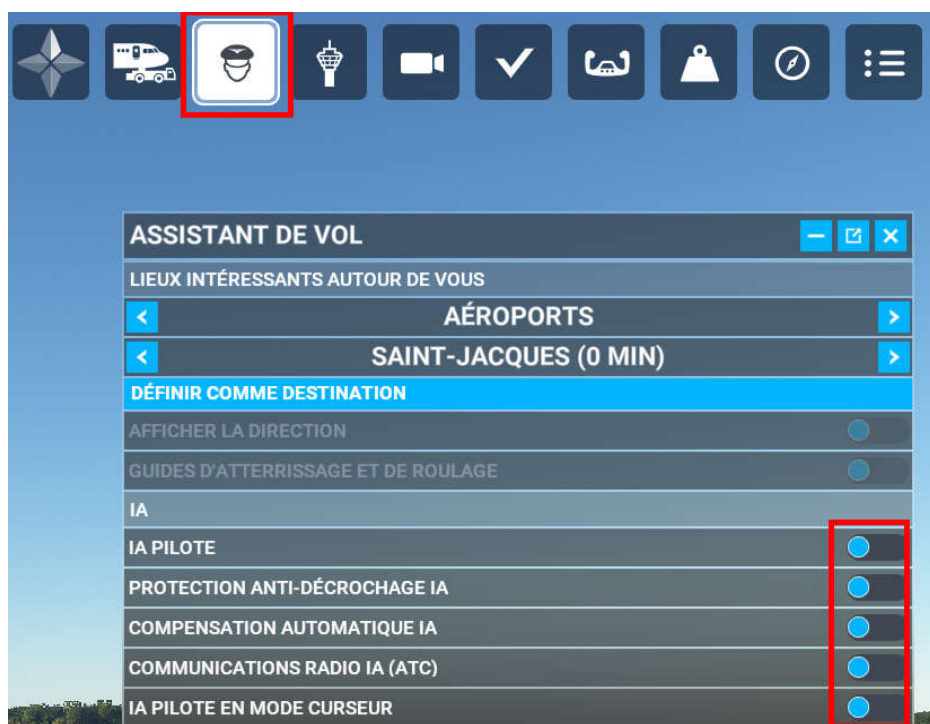 ASSISTANT DE VOL
LIEUX INTÉRESSANTS AUTOUR DE VOUS
AÉROPORTS
SAINT-JACQUES (0 MIN)
DÉFINIR COMME DESTINATION
AFFICHER LA DIRECTION
GUIDES D'ATTERRISSAGE ET DE ROULAGE
IA
IA PILOTE
PROTECTION ANTI-DÉCROCHAGE IA
COMPENSATION AUTOMATIQUE IA
COMMUNICATIONS RADIO IA (ATC)
IA PILOTE EN MODE CURSEUR